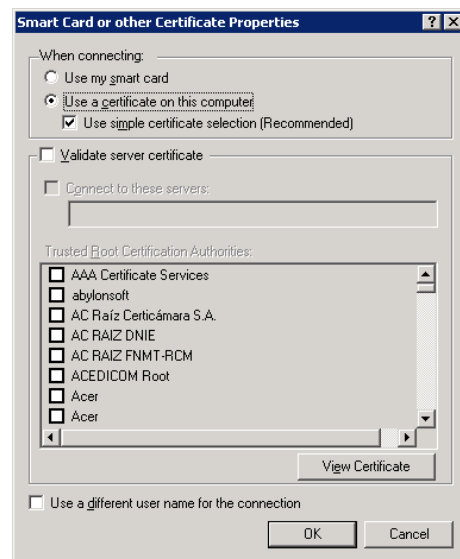 Smart Card or other Certificate Properties
When connecting:
Use my smart card
Use a certificate on this computer
Use simple certificate selection (Recommended)
Validate server certificate
Connect to these servers:
Trusted Root Certification Authorities:
AAA Certificate Services
abylonsoft
AC Raíz Certicámara S.A.
AC RAIZ DNIE
AC RAIZ FNMT-RCM
ACEDICOM Root
Acer
Acer
View Certificate
Use a different user name for the connection
OK Cancel